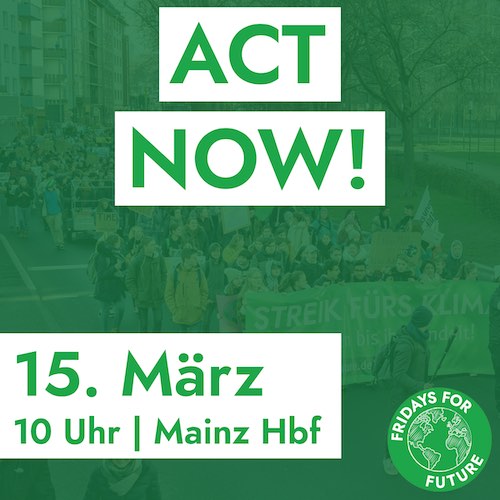 ACT
NOW!
STREIK FÜRS KLIMA
15. März
10 Uhr | Mainz Hbf
FRIDAYS FOR
FUTURE